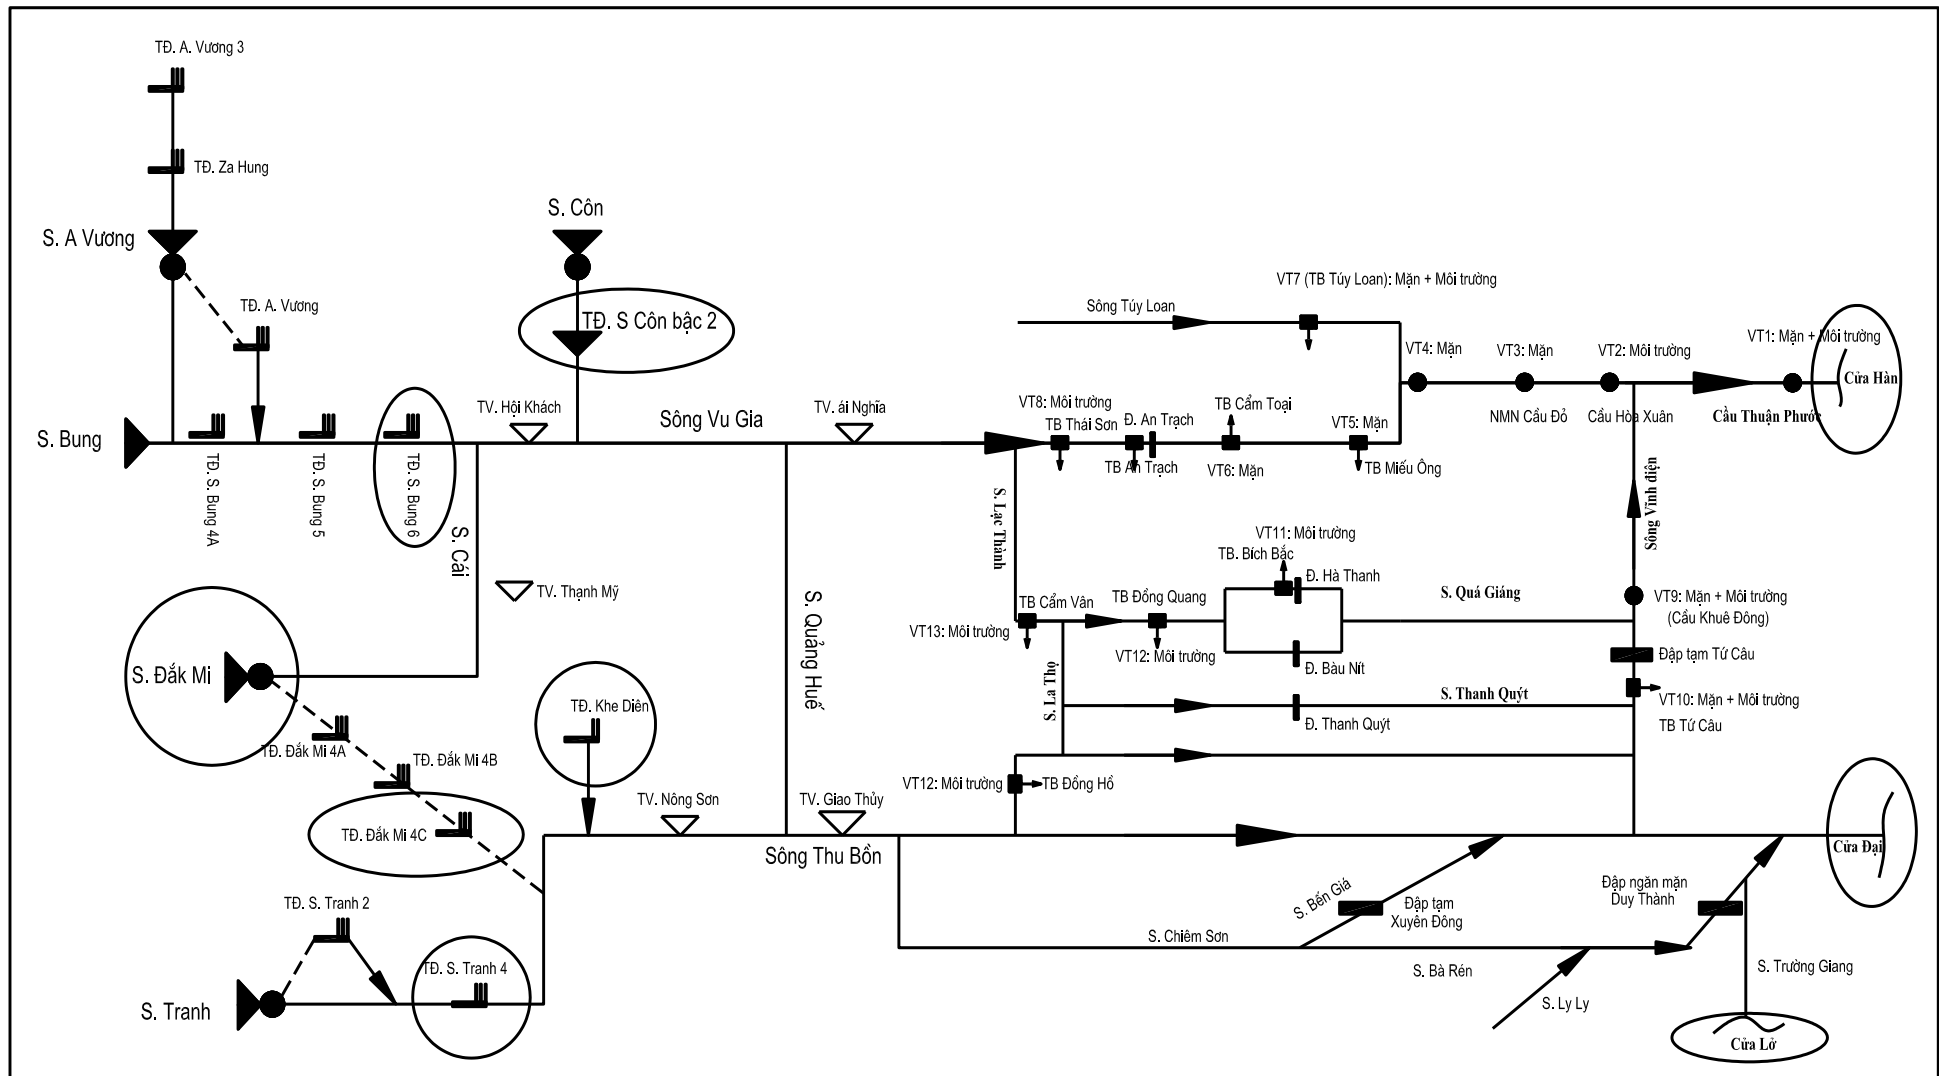 TĐ. A. Vương 3
TĐ. Za Hung
S. A Vương
S. Côn
TĐ. A. Vương
TĐ. S Côn bậc 2
VT7 (TB Túy Loan): Mặn + Môi trường
Sông Túy Loan
VT4: Mặn
VT3: Mặn
VT2: Môi trường
VT1: Mặn + Môi trường
Cửa Hàn
NMN Cầu Đỏ
Cầu Hòa Xuân
Cầu Thuận Phước
S. Bung
TV. Hội Khách
Sông Vu Gia
TV. ái Nghĩa
VT8: Môi trường
TB Thái Sơn
Đ. An Trạch
TB An Trạch
TB Cẩm Toại
VT6: Mặn
VT5: Mặn
TB Miếu Ông
TĐ. S. Bung 4A
TĐ. S. Bung 5
TĐ. S. Bung 6
S. Cái
S. Lạc Thành
Sông Vĩnh điện
VT11: Môi trường
TB. Bích Bắc
Đ. Hà Thanh
TV. Thạnh Mỹ
S. Quảng Huế
TB Cẩm Vân
TB Đồng Quang
S. Quá Giáng
VT9: Mặn + Môi trường
(Cầu Khuê Đông)
VT13: Môi trường
VT12: Môi trường
Đ. Bàu Nít
Đập tạm Tứ Câu
S. Đắk Mi
S. La Thọ
S. Thanh Quýt
VT10: Mặn + Môi trường
TB Tứ Câu
TĐ. Khe Diên
Đ. Thanh Quýt
TĐ. Đắk Mi 4A
TĐ. Đắk Mi 4B
VT12: Môi trường
TB Đồng Hồ
TV. Nông Sơn
TV. Giao Thủy
TĐ. Đắk Mi 4C
Sông Thu Bồn
Cửa Đại
S. Bến Giá
Đập tạm
Xuyên Đông
Đập ngăn mặn
Duy Thành
TĐ. S. Tranh 2
S. Chiêm Sơn
TĐ. S. Tranh 4
S. Bà Rén
S. Trường Giang
S. Tranh
S. Ly Ly
Cửa Lở